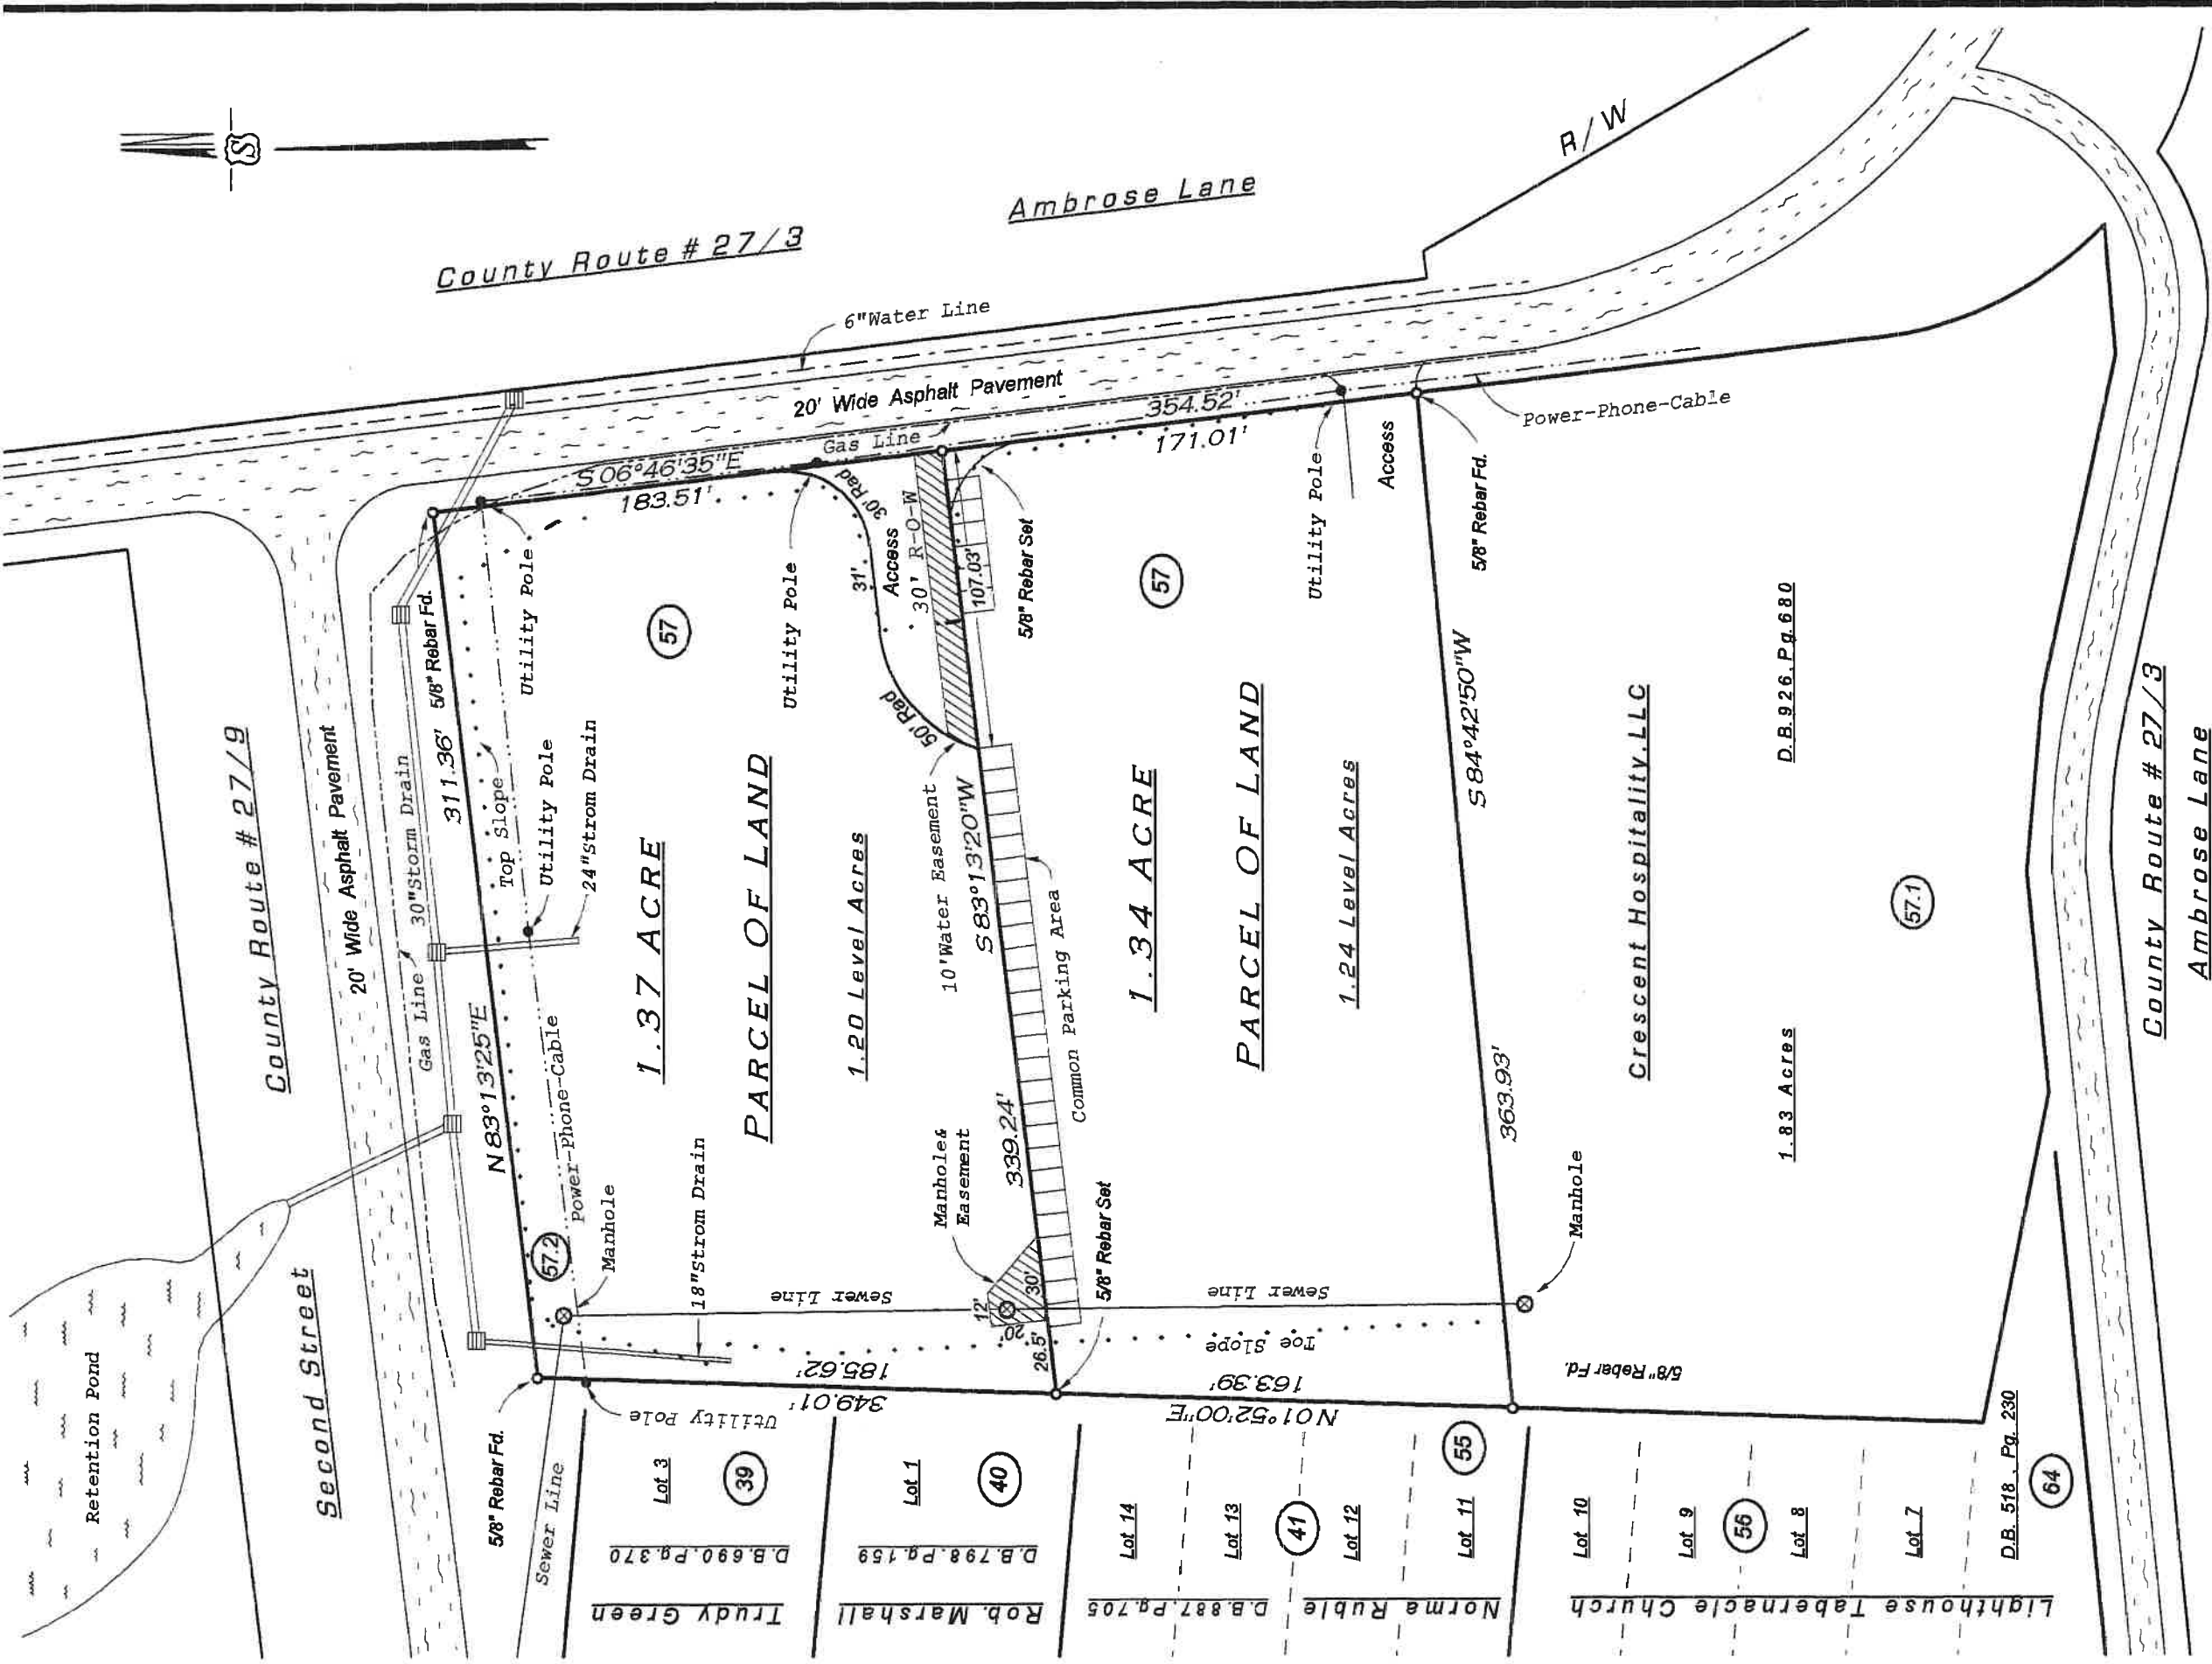 S
County Route # 27/3
Ambrose Lane
R/W
6"Water Line
20' Wide Asphalt Pavement
354.52'
Gas Line
S 06°46'35"E
183.51'
171.01'
Power-Phone-Cable
Utility Pole
Access
5/8" Rebar Fd.
County Route # 27/9
Second Street
Retention Pond
20' Wide Asphalt Pavement
30"Storm Drain
Gas Line
311.36'
5/8" Rebar Fd.
N 83°13'25"E
Top Slope
Utility Pole
Utility Pole
24"Strom Drain
Power-Phone-Cable
57.2
Manhole
18"Strom Drain
57
1.37 ACRE
PARCEL OF LAND
1.20 Level Acres
Utility Pole
30' Rad
31'
Access
30' R-O-W
50' Rad
107.03'
5/8" Rebar Set
10'Water Easement
S 83°13'20"W
339.24'
Common Parking Area
Manhole&
Easement
12'
20'
30'
26.5'
5/8" Rebar Set
Sewer Line
Sewer Line
Toe Slope
57
1.34 ACRE
PARCEL OF LAND
1.24 Level Acres
S 84°42'50"W
363.93'
Manhole
5/8" Rebar Fd.
Crescent Hospitality,LLC
D.B.926,Pg.680
1.83 Acres
57.1
County Route # 27/3
Ambrose Lane
185.62'
349.01'
163.39'
N 01°52'00"E
5/8" Rebar Fd.
Utility Pole
Sewer Line
Lot 3
39
D.B.690,Pg.370
Trudy Green
Lot 1
40
D.B.798,Pg.159
Rob. Marshall
Lot 14
Lot 13
41
Lot 12
Lot 11
55
D.B.887,Pg.705
Norma Ruble
Lot 10
Lot 9
56
Lot 8
Lot 7
D.B. 518 , Pg. 230
64
Lighthouse Tabernacle Church